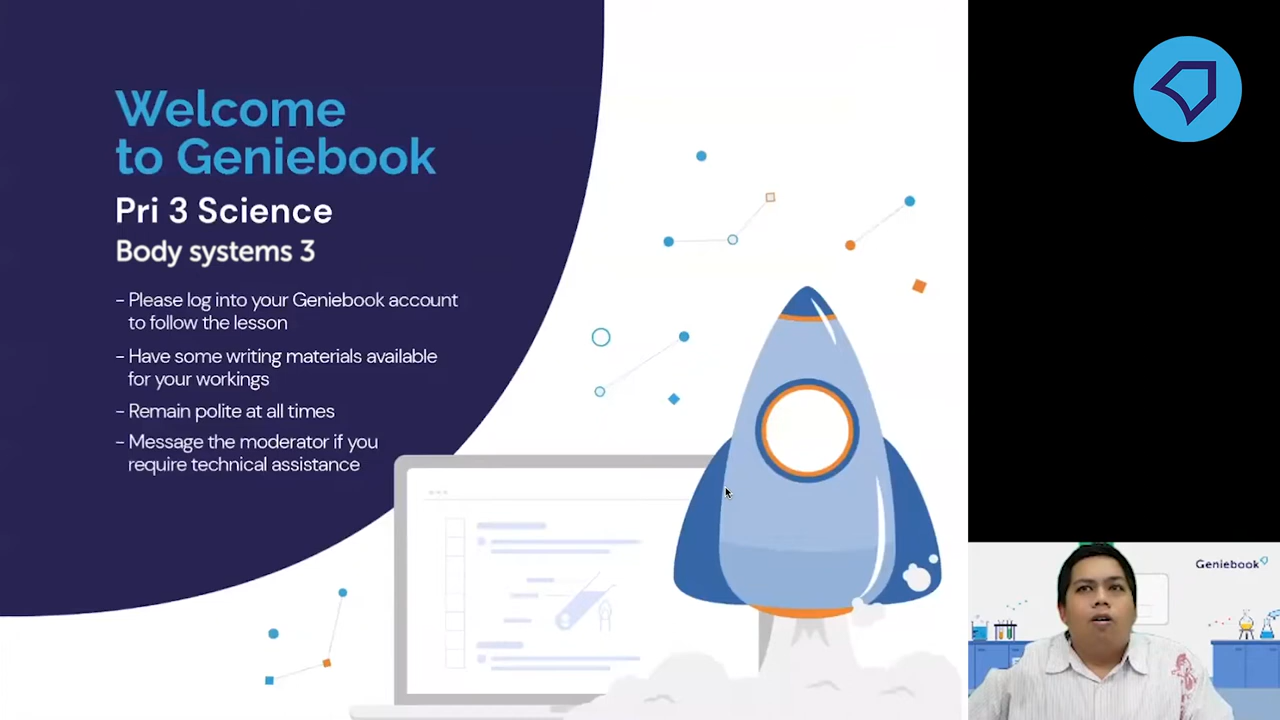 Welcome
to Geniebook
Pri 3 Science
Body systems 3
- Please log into your Geniebook account
to follow the lesson
- Have some writing materials available
for your workings
- Remain polite at all times
- Message the moderator if you
require technical assistance
Geniebook